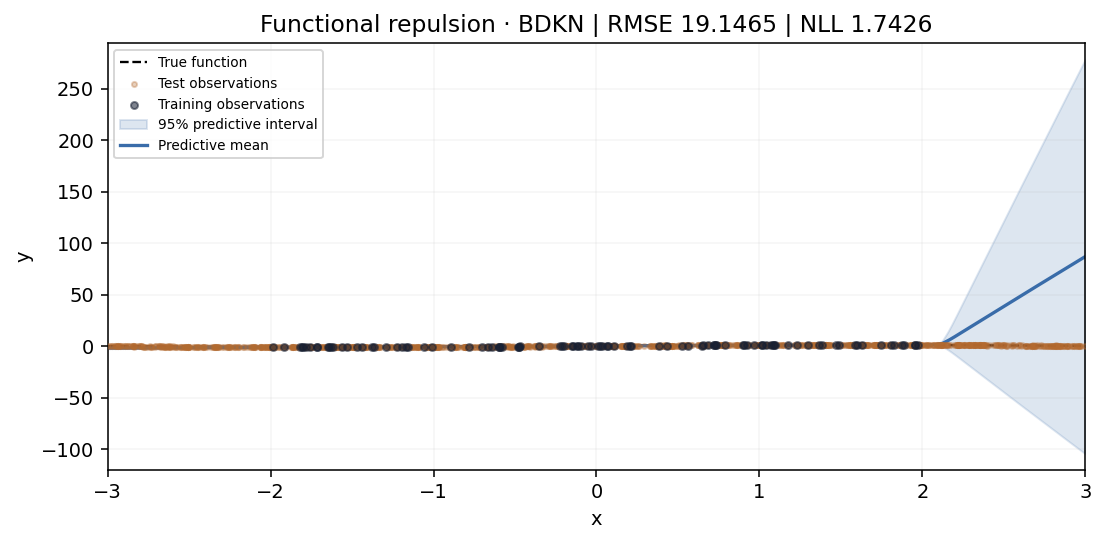 Functional repulsion · BDKN | RMSE 19.1465 | NLL 1.7426
True function
Test observations
Training observations
95% predictive interval
Predictive mean
250
200
150
100
50
0
−50
−100
y
−3
−2
−1
0
1
2
3
x